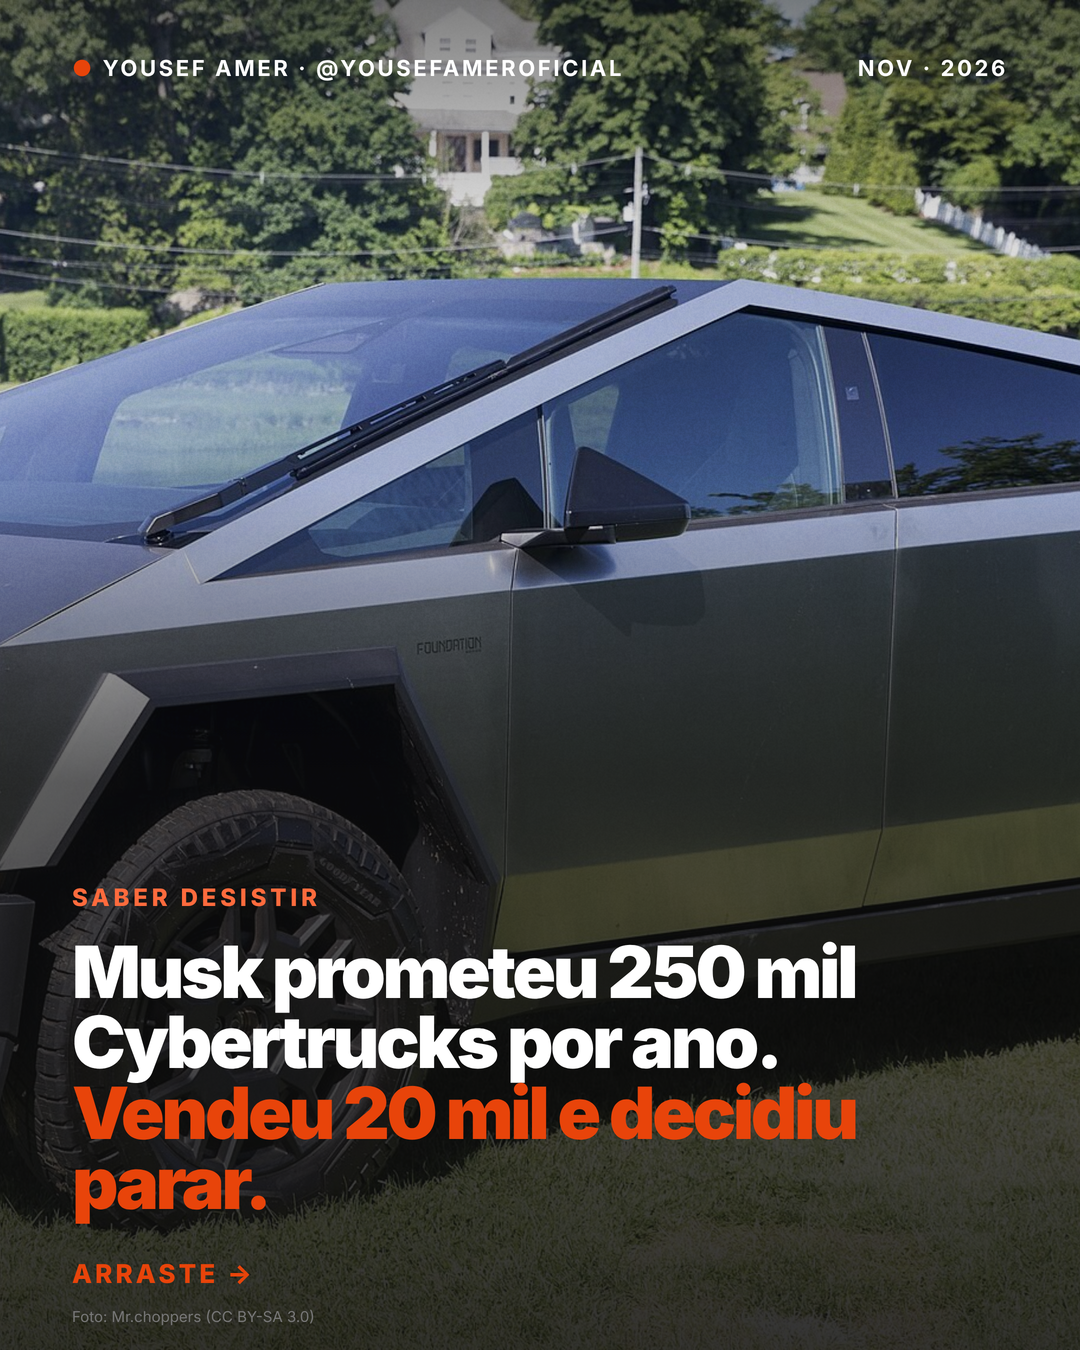 YOUSEF AMER · @YOUSEFAMEROFICIAL
NOV · 2026
FOUNDATION
GOODYEAR
SABER DESISTIR
Musk prometeu 250 mil
Cybertrucks por ano.
Vendeu 20 mil e decidiu
parar.
ARRASTE →
Foto: Mr.choppers (CC BY-SA 3.0)